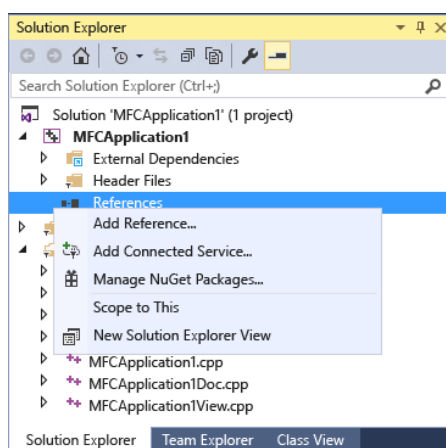 Solution Explorer
Search Solution Explorer (Ctrl+;)
Solution 'MFCApplication1' (1 project)
MFCApplication1
External Dependencies
Header Files
References
Add Reference...
Add Connected Service...
Manage NuGet Packages...
Scope to This
New Solution Explorer View
MFCApplication1.cpp
MFCApplication1Doc.cpp
MFCApplication1View.cpp
Solution Explorer Team Explorer Class View